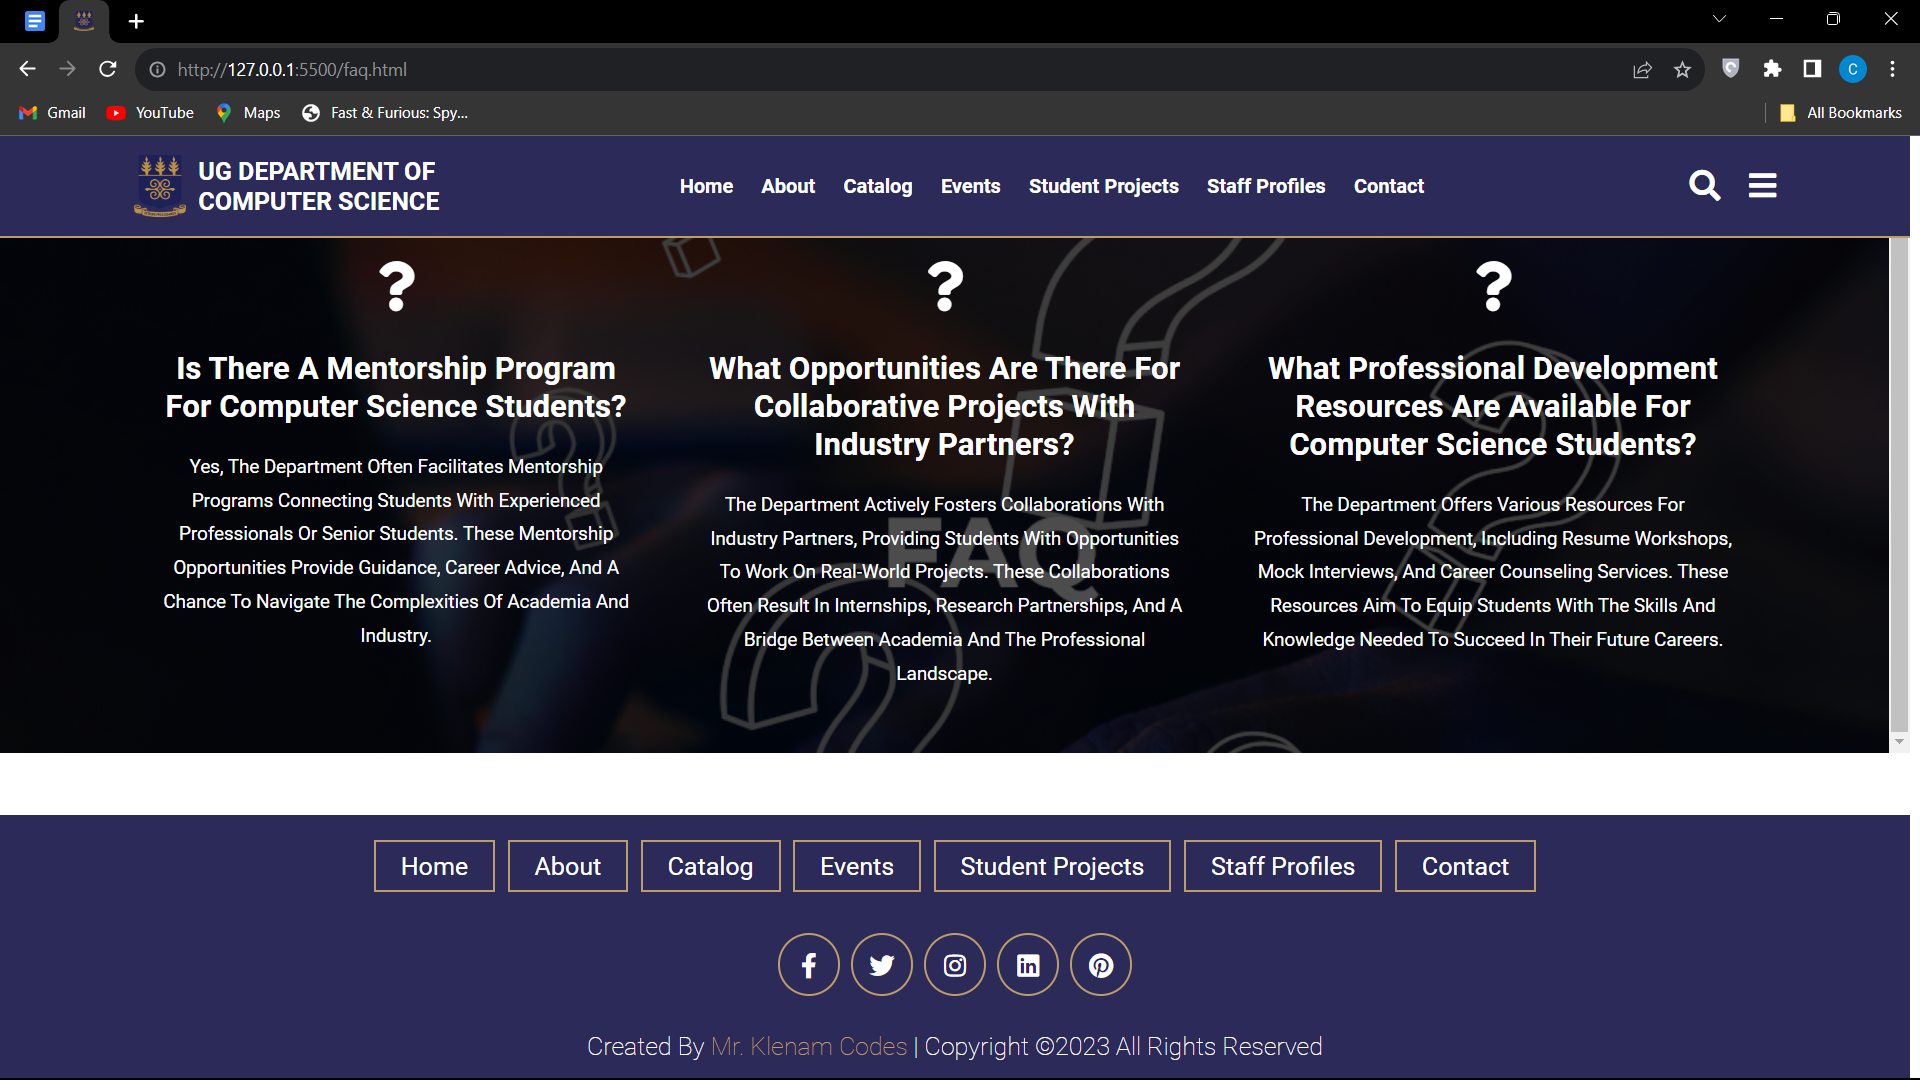 http://127.0.0.1:5500/faq.html
Gmail YouTube Maps Fast & Furious: Spy... All Bookmarks
C
UG DEPARTMENT OF
COMPUTER SCIENCE
Home About Catalog Events Student Projects Staff Profiles Contact
?
Is There A Mentorship Program
For Computer Science Students?
Yes, The Department Often Facilitates Mentorship
Programs Connecting Students With Experienced
Professionals Or Senior Students. These Mentorship
Opportunities Provide Guidance, Career Advice, And A
Chance To Navigate The Complexities Of Academia And
Industry.
?
What Opportunities Are There For
Collaborative Projects With
Industry Partners?
The Department Actively Fosters Collaborations With
Industry Partners, Providing Students With Opportunities
To Work On Real-World Projects. These Collaborations
Often Result In Internships, Research Partnerships, And A
Bridge Between Academia And The Professional
Landscape.
?
What Professional Development
Resources Are Available For
Computer Science Students?
The Department Offers Various Resources For
Professional Development, Including Resume Workshops,
Mock Interviews, And Career Counseling Services. These
Resources Aim To Equip Students With The Skills And
Knowledge Needed To Succeed In Their Future Careers.
FAQ
Home About Catalog Events Student Projects Staff Profiles Contact
Created By Mr. Klenam Codes | Copyright ©2023 All Rights Reserved